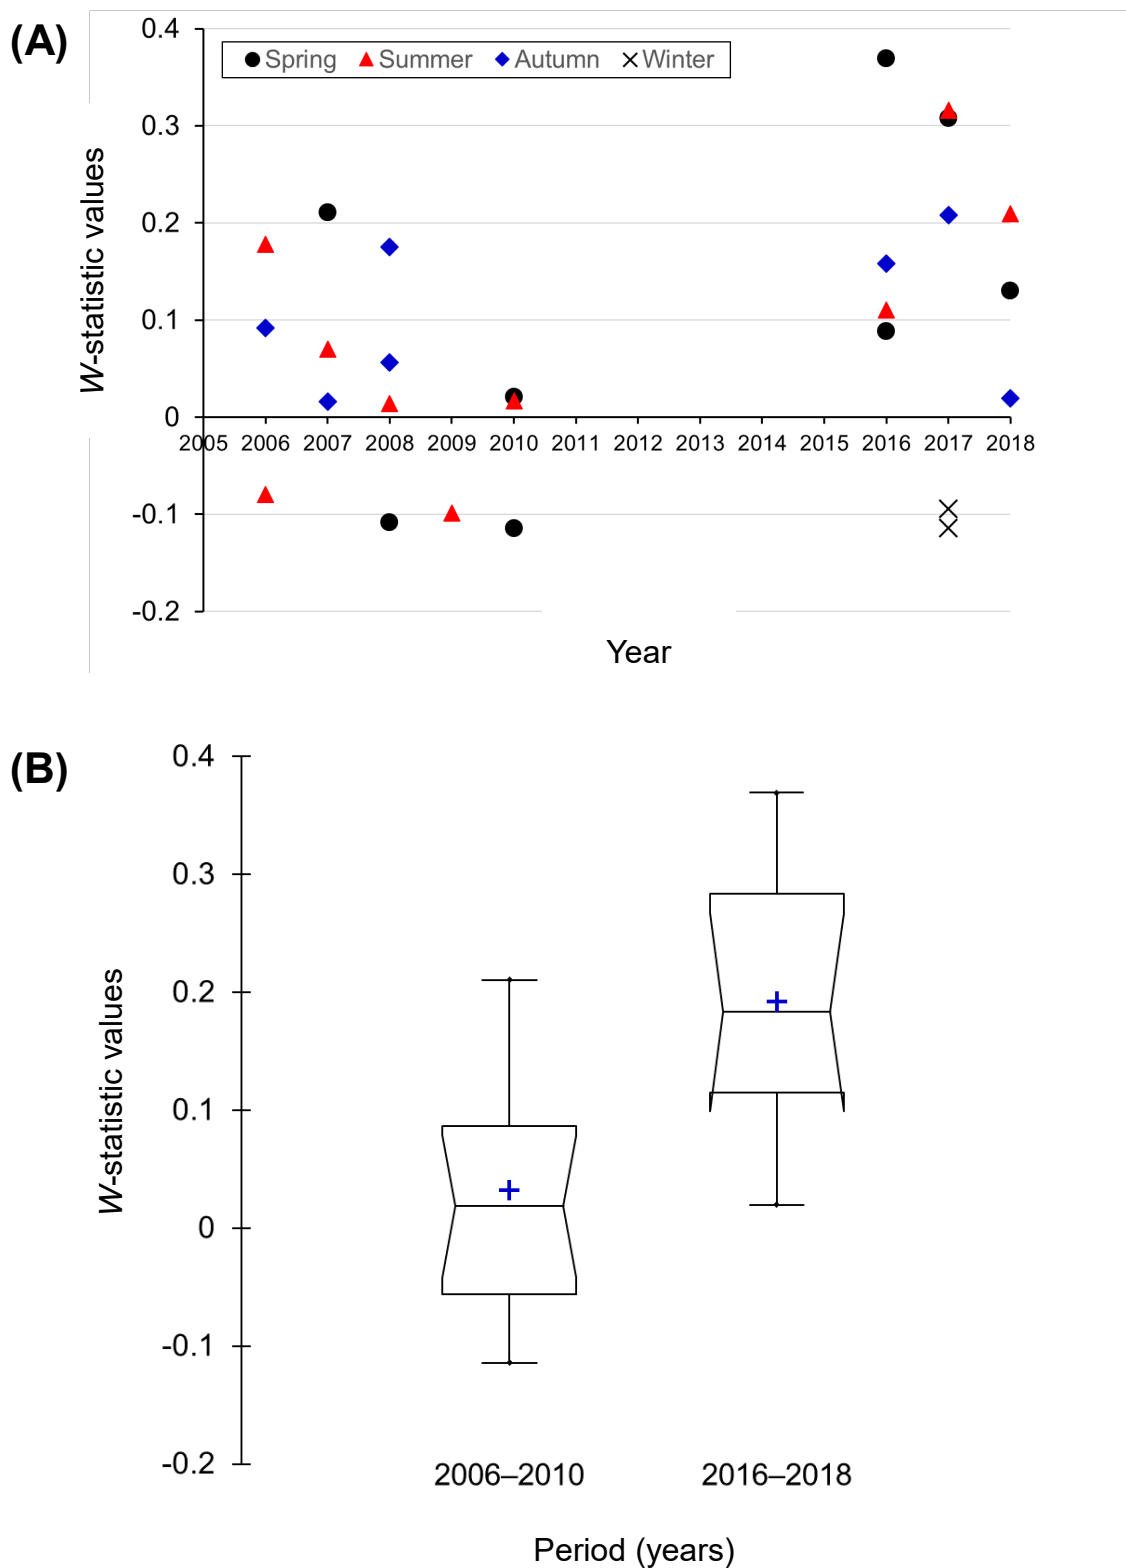 (A)
0.4
Spring Summer Autumn Winter
0.3
0.2
0.1
0
-0.1
-0.2
W-statistic values
2005 2006 2007 2008 2009 2010 2011 2012 2013 2014 2015 2016 2017 2018
Year
(B)
0.4
0.3
0.2
0.1
0
-0.1
-0.2
W-statistic values
2006–2010 2016–2018
Period (years)